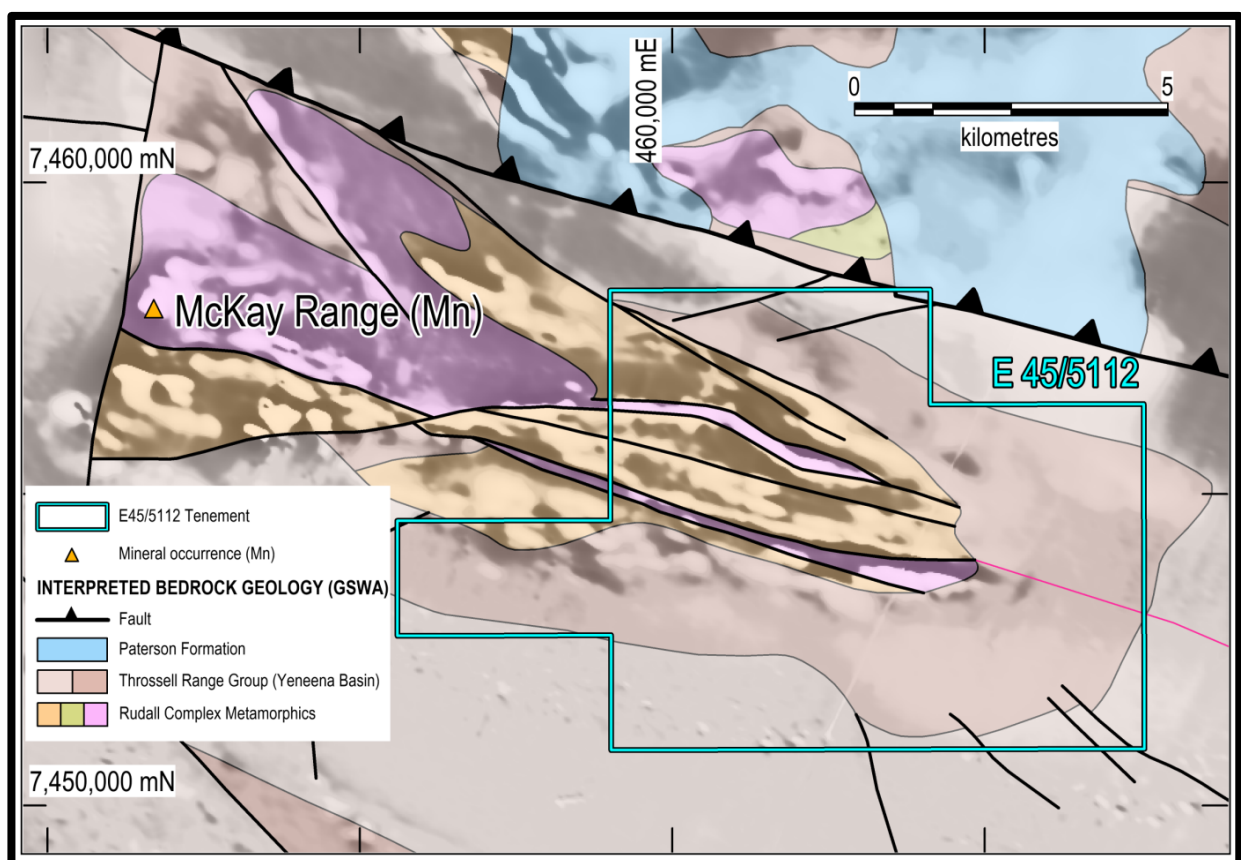 460,000 mE
0 5
kilometres
7,460,000 mN
McKay Range (Mn)
E 45/5112
E45/5112 Tenement
Mineral occurrence (Mn)
INTERPRETED BEDROCK GEOLOGY (GSWA)
Fault
Paterson Formation
Throssell Range Group (Yeneena Basin)
Rudall Complex Metamorphics
7,450,000 mN